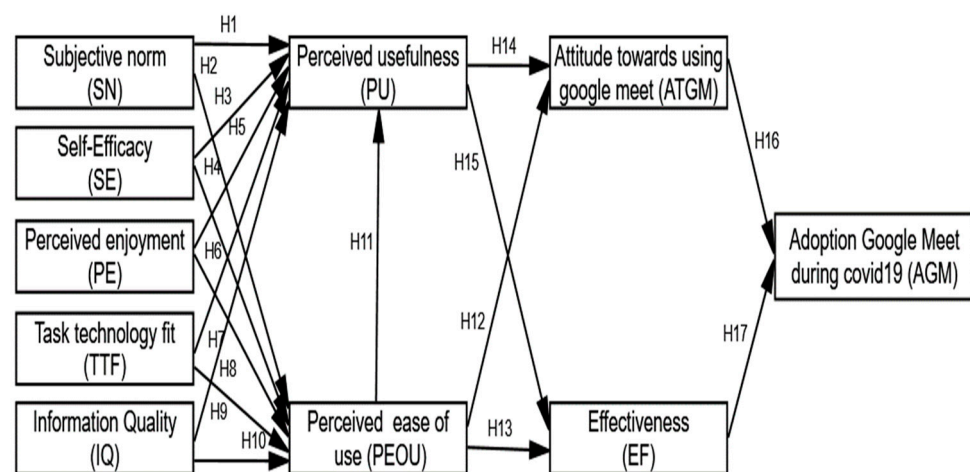 H1
Subjective norm
(SN)
H2
H3
H5
H4
Self-Efficacy
(SE)
Perceived enjoyment
(PE)
H6
Task technology fit
(TTF)
H7
H8
H9
Information Quality
(IQ)
H10
Perceived usefulness
(PU)
H11
Perceived ease of
use (PEOU)
H14
H15
H12
H13
Attitude towards using
google meet (ATGM)
Effectiveness
(EF)
H16
H17
Adoption Google Meet
during covid19 (AGM)